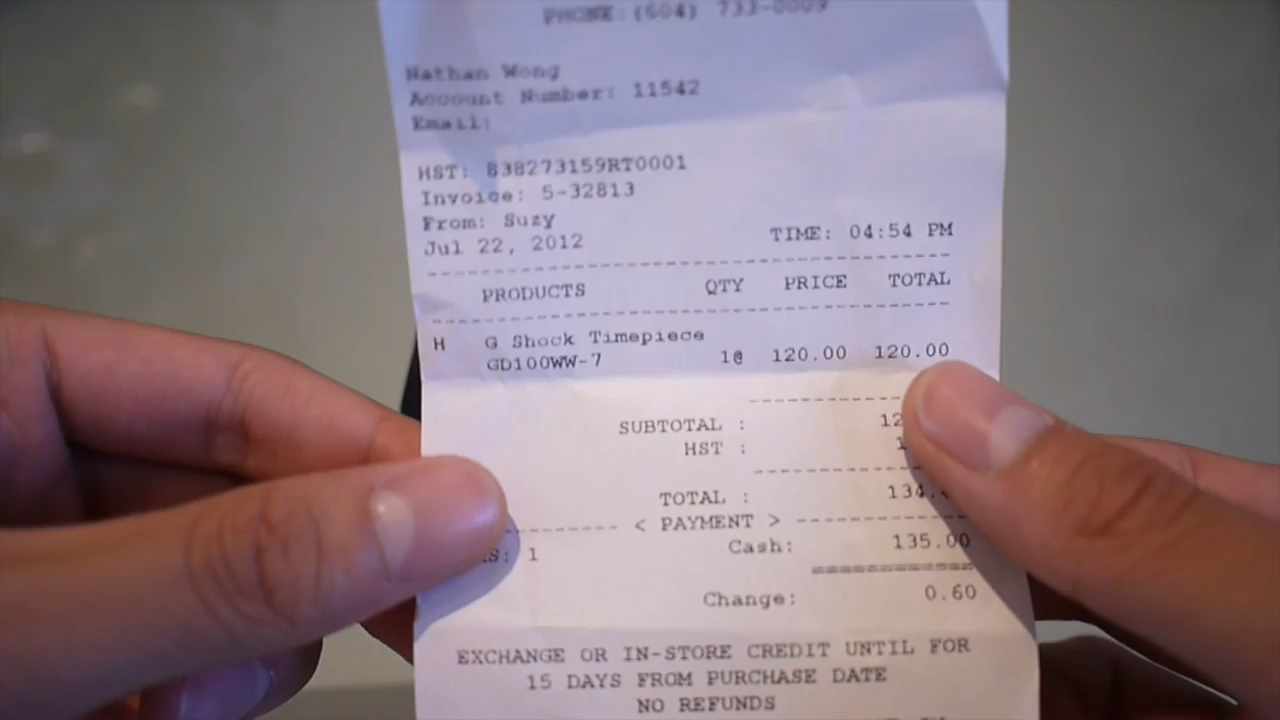 PHONE:(604) 733-0009
Nathan Wong
Account Number: 11542
Email:
HST: 838273159RT0001
Invoice: 5-32813
From: Suzy
Jul 22, 2012 TIME: 04:54 PM
PRODUCTS QTY PRICE TOTAL
H G Shock Timepiece
GD100WW-7 1@ 120.00 120.00
SUBTOTAL : 12
HST : 1
TOTAL : 134.
< PAYMENT >
Cash: 135.00
S: 1
Change: 0.60
EXCHANGE OR IN-STORE CREDIT UNTIL FOR
15 DAYS FROM PURCHASE DATE
NO REFUNDS